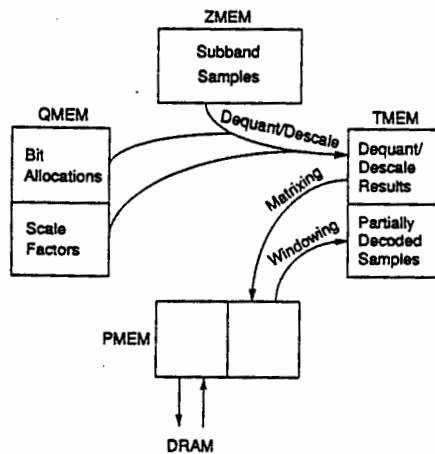 ZMEM
Subband
Samples
QMEM
Bit
Allocations
Scale
Factors
Dequant/Descale
TMEM
Dequant/
Descale
Results
Partially
Decoded
Samples
Matrixing
Windowing
PMEM
DRAM